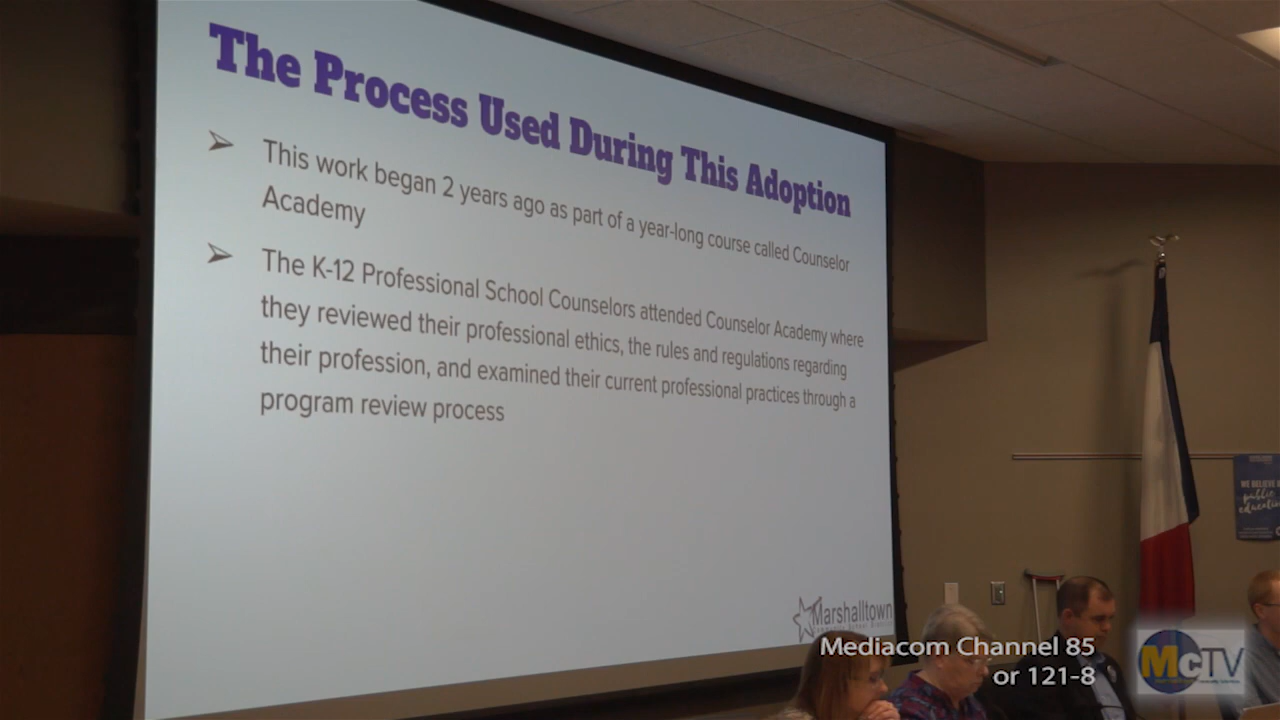 The Process Used During This Adoption
➢ This work began 2 years ago as part of a year-long course called Counselor
Academy
➢ The K-12 Professional School Counselors attended Counselor Academy where
they reviewed their professional ethics, the rules and regulations regarding
their profession, and examined their current professional practices through a
program review process
Marshalltown
WE BELIEVE
public
Mediacom Channel 85
or 121-8
McTV